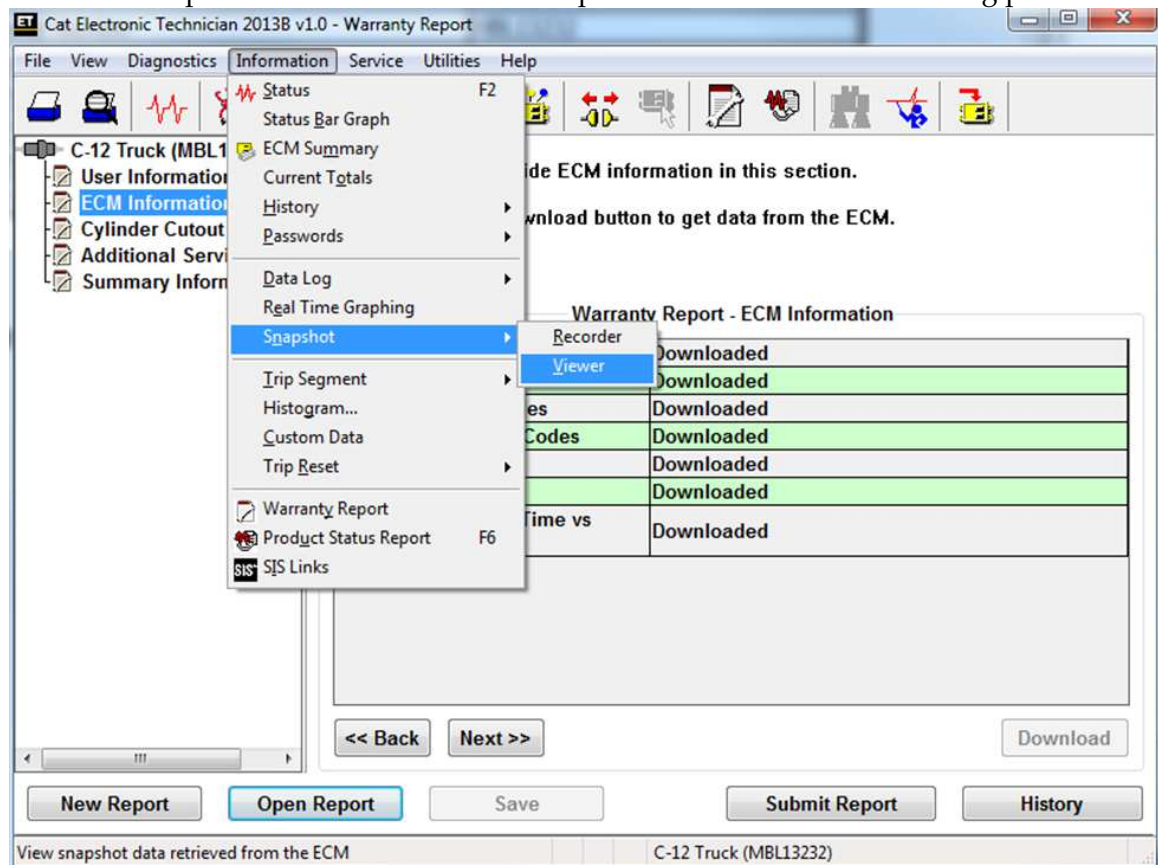 Cat Electronic Technician 2013B v1.0 - Warranty Report
File View Diagnostics Information Service Utilities Help
Status F2
Status Bar Graph
ECM Summary
Current Totals
History
Passwords
Data Log
Real Time Graphing
Snapshot
Recorder
Viewer
Trip Segment
Histogram...
Custom Data
Trip Reset
Warranty Report
Product Status Report F6
SIS SIS Links
C-12 Truck (MBL1
User Information
ECM Information
Cylinder Cutout
Additional Servi
Summary Inform
ide ECM information in this section.
wnload button to get data from the ECM.
Warranty Report - ECM Information
Downloaded
Downloaded
es Downloaded
Codes Downloaded
Downloaded
Downloaded
Time vs
Downloaded
<< Back Next >> Download
New Report Open Report Save Submit Report History
View snapshot data retrieved from the ECM C-12 Truck (MBL13232)